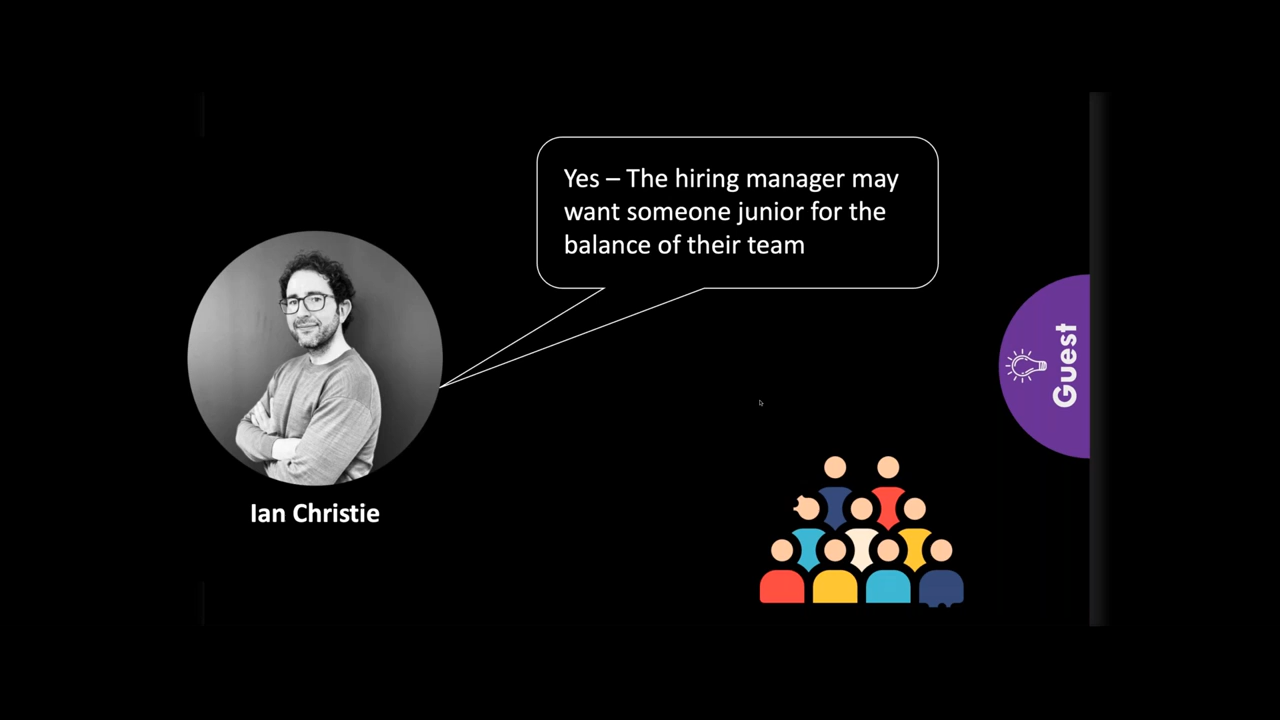 Yes – The hiring manager may
want someone junior for the
balance of their team
Guest
Ian Christie